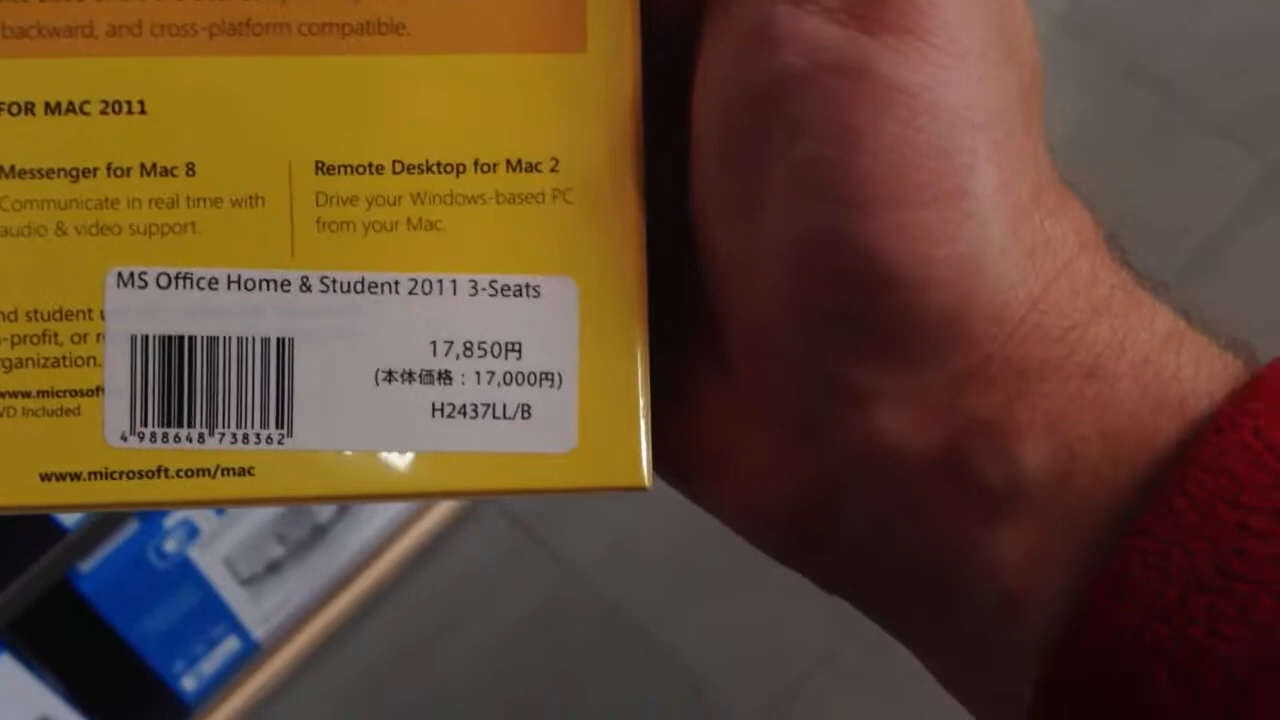 backward, and cross-platform compatible.
FOR MAC 2011
Messenger for Mac 8
Communicate in real time with
audio & video support.
Remote Desktop for Mac 2
Drive your Windows-based PC
from your Mac.
MS Office Home & Student 2011 3-Seats
17,850円
(本体価格：17,000円)
H2437LL/B
4 988648 738362
nd student
-profit, or
ganization.
www.microsoft
VD Included
www.microsoft.com/mac